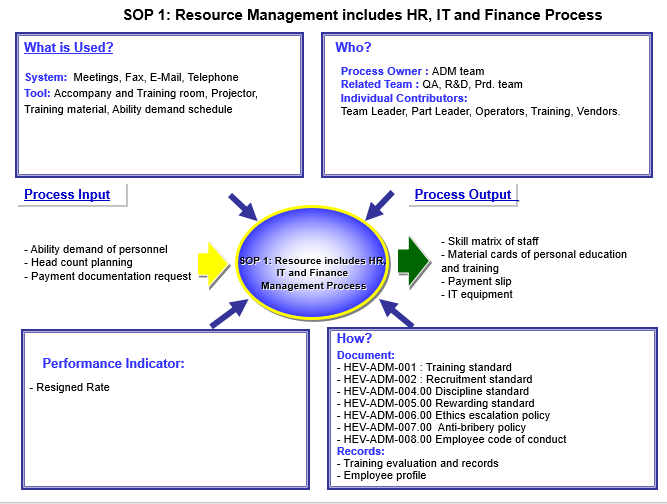 SOP 1: Resource Management includes HR, IT and Finance Process
What is Used?
System: Meetings, Fax, E-Mail, Telephone
Tool: Accompany and Training room, Projector,
Training material, Ability demand schedule
Who?
Process Owner : ADM team
Related Team : QA, R&D, Prd. team
Individual Contributors:
Team Leader, Part Leader, Operators, Training, Vendors.
Process Input
- Ability demand of personnel
- Head count planning
- Payment documentation request
SOP 1: Resource includes HR,
IT and Finance
Management Process
Process Output
- Skill matrix of staff
- Material cards of personal education
and training
- Payment slip
- IT equipment
Performance Indicator:
- Resigned Rate
How?
Document:
- HEV-ADM-001 : Training standard
- HEV-ADM-002 : Recruitment standard
- HEV-ADM-004.00 Discipline standard
- HEV-ADM-005.00 Rewarding standard
- HEV-ADM-006.00 Ethics escalation policy
- HEV-ADM-007.00 Anti-bribery policy
- HEV-ADM-008.00 Employee code of conduct
Records:
- Training evaluation and records
- Employee profile